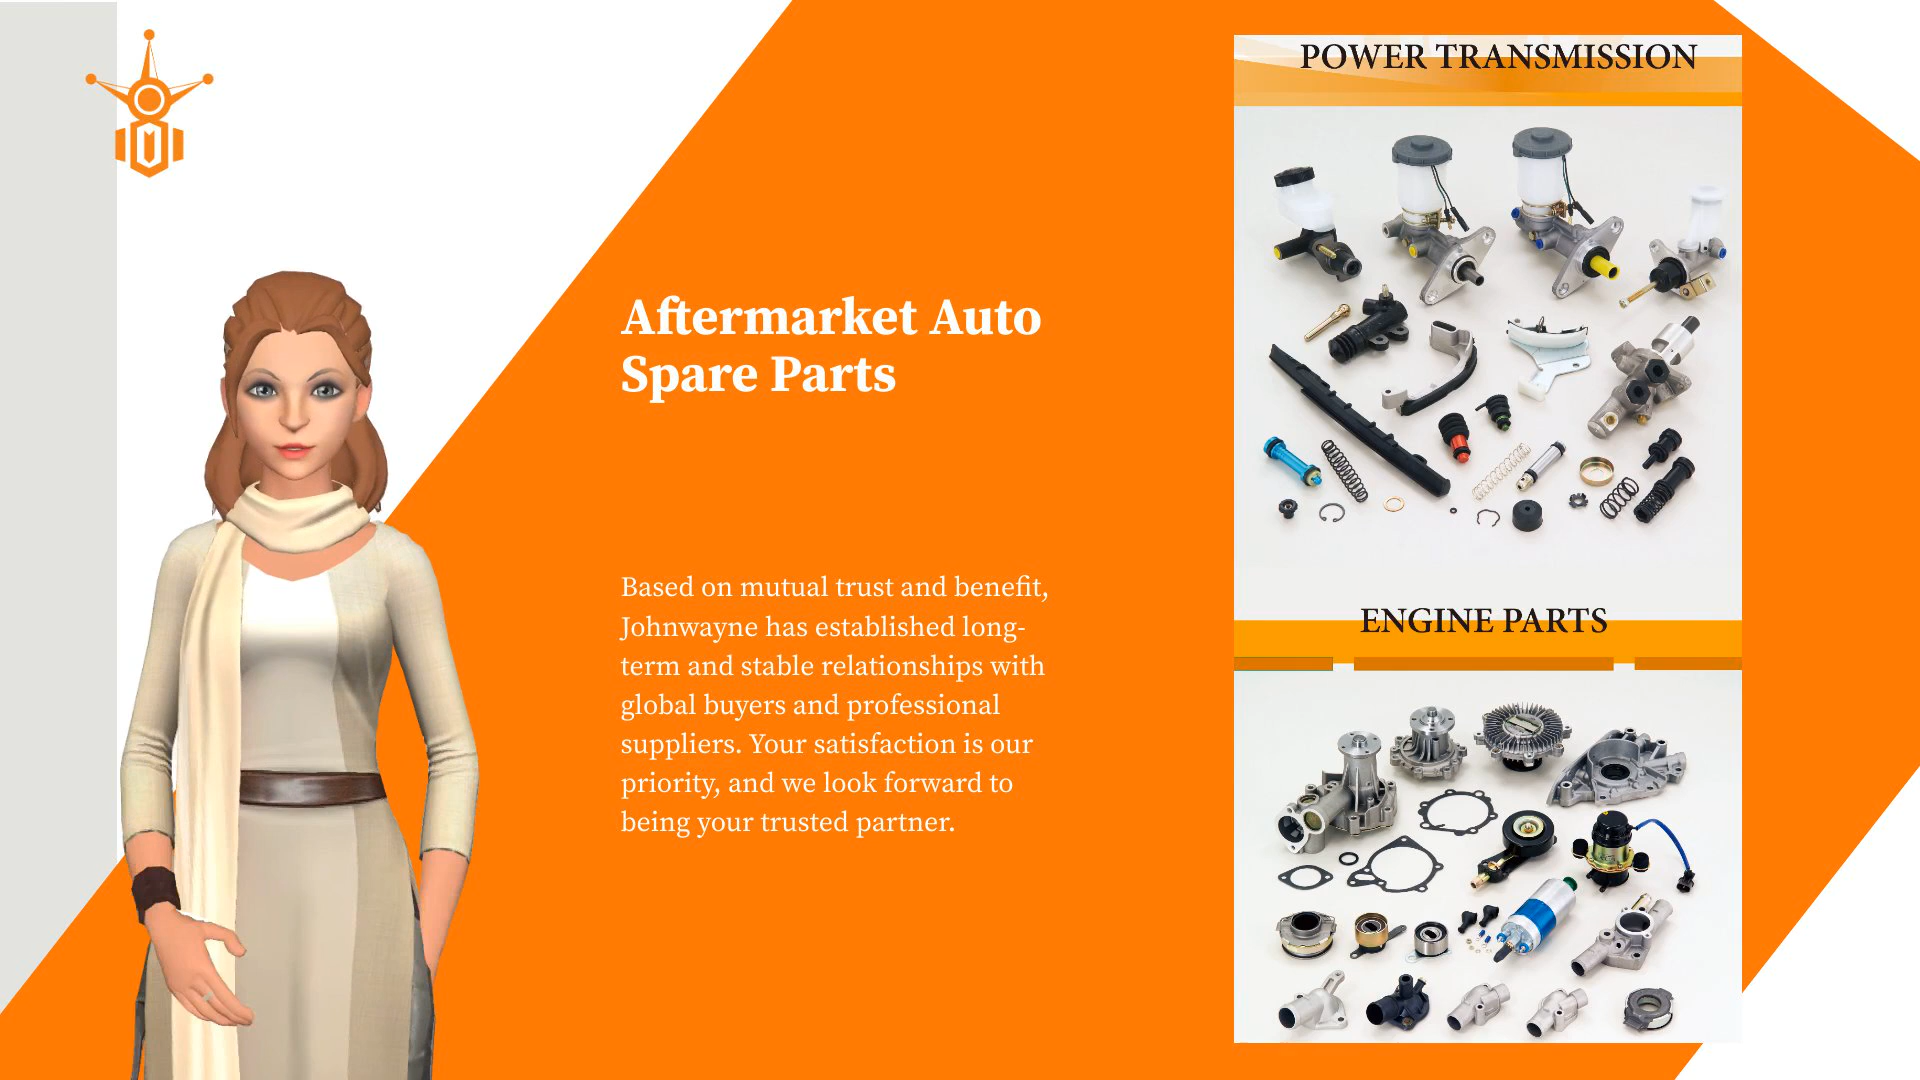 Aftermarket Auto
Spare Parts
Based on mutual trust and benefit,
Johnwayne has established long-
term and stable relationships with
global buyers and professional
suppliers. Your satisfaction is our
priority, and we look forward to
being your trusted partner.
POWER TRANSMISSION
ENGINE PARTS